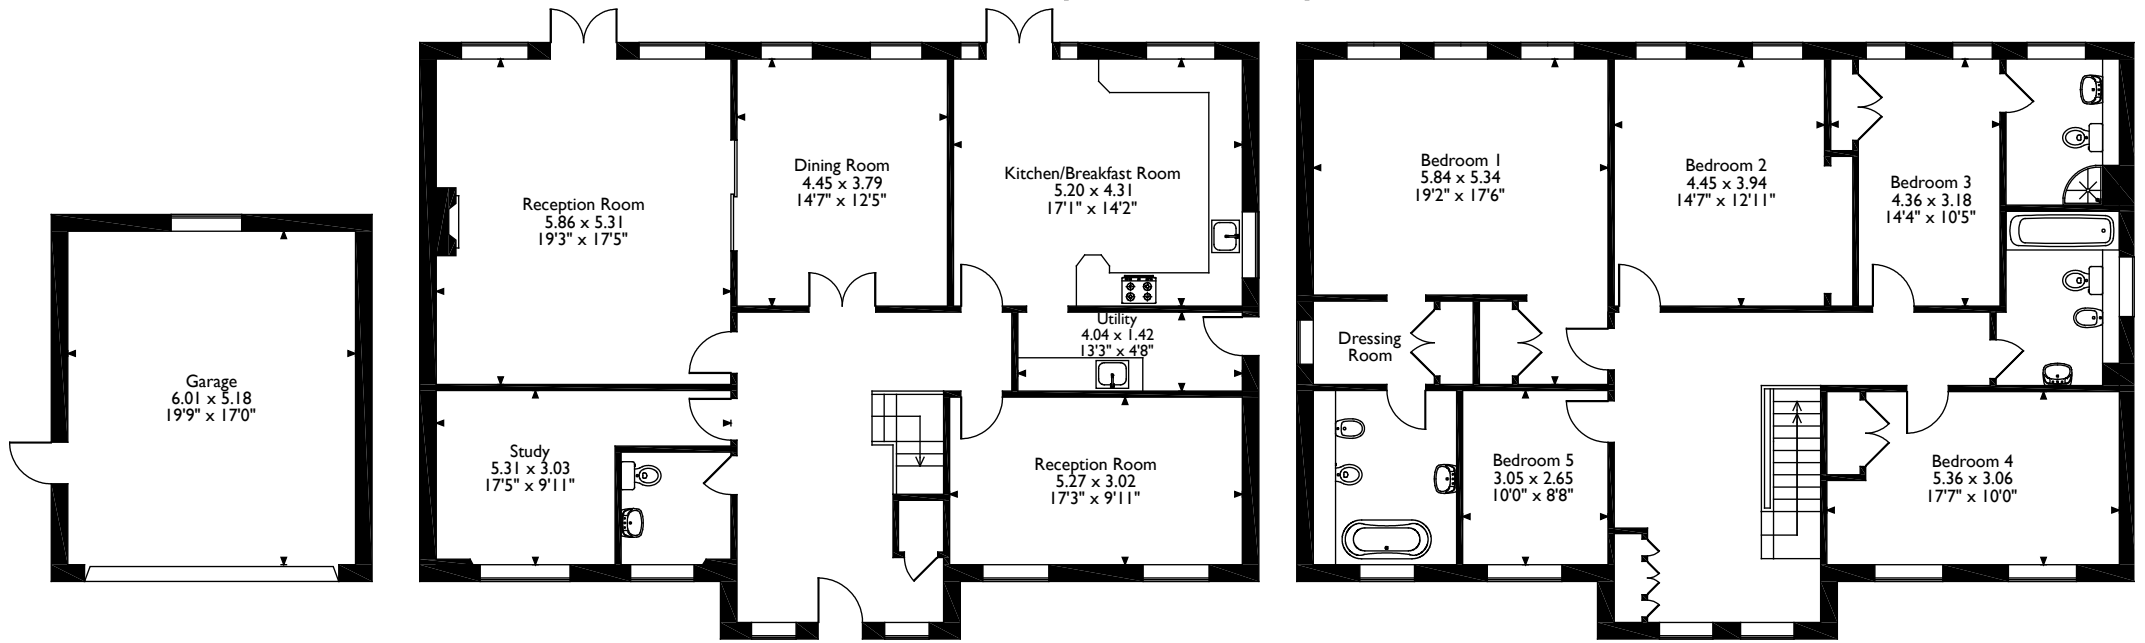 Garage
6.01 x 5.18
19'9" x 17'0"
Reception Room
5.86 x 5.31
19'3" x 17'5"
Dining Room
4.45 x 3.79
14'7" x 12'5"
Kitchen/Breakfast Room
5.20 x 4.31
17'1" x 14'2"
Utility
4.04 x 1.42
13'3" x 4'8"
Study
5.31 x 3.03
17'5" x 9'11"
Reception Room
5.27 x 3.02
17'3" x 9'11"
Bedroom 1
5.84 x 5.34
19'2" x 17'6"
Bedroom 2
4.45 x 3.94
14'7" x 12'11"
Bedroom 3
4.36 x 3.18
14'4" x 10'5"
Dressing
Room
Bedroom 5
3.05 x 2.65
10'0" x 8'8"
Bedroom 4
5.36 x 3.06
17'7" x 10'0"